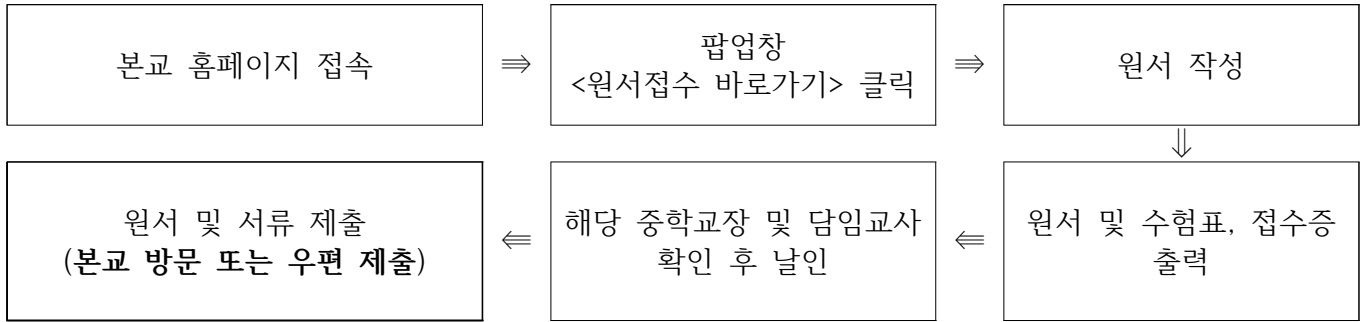 본교 홈페이지 접속
⇛
팝업창
<원서접수 바로가기> 클릭
⇛
원서 작성
⇓
원서 및 수험표, 접수증
출력
⇚
해당 중학교장 및 담임교사
확인 후 날인
⇚
원서 및 서류 제출
(본교 방문 또는 우편 제출)